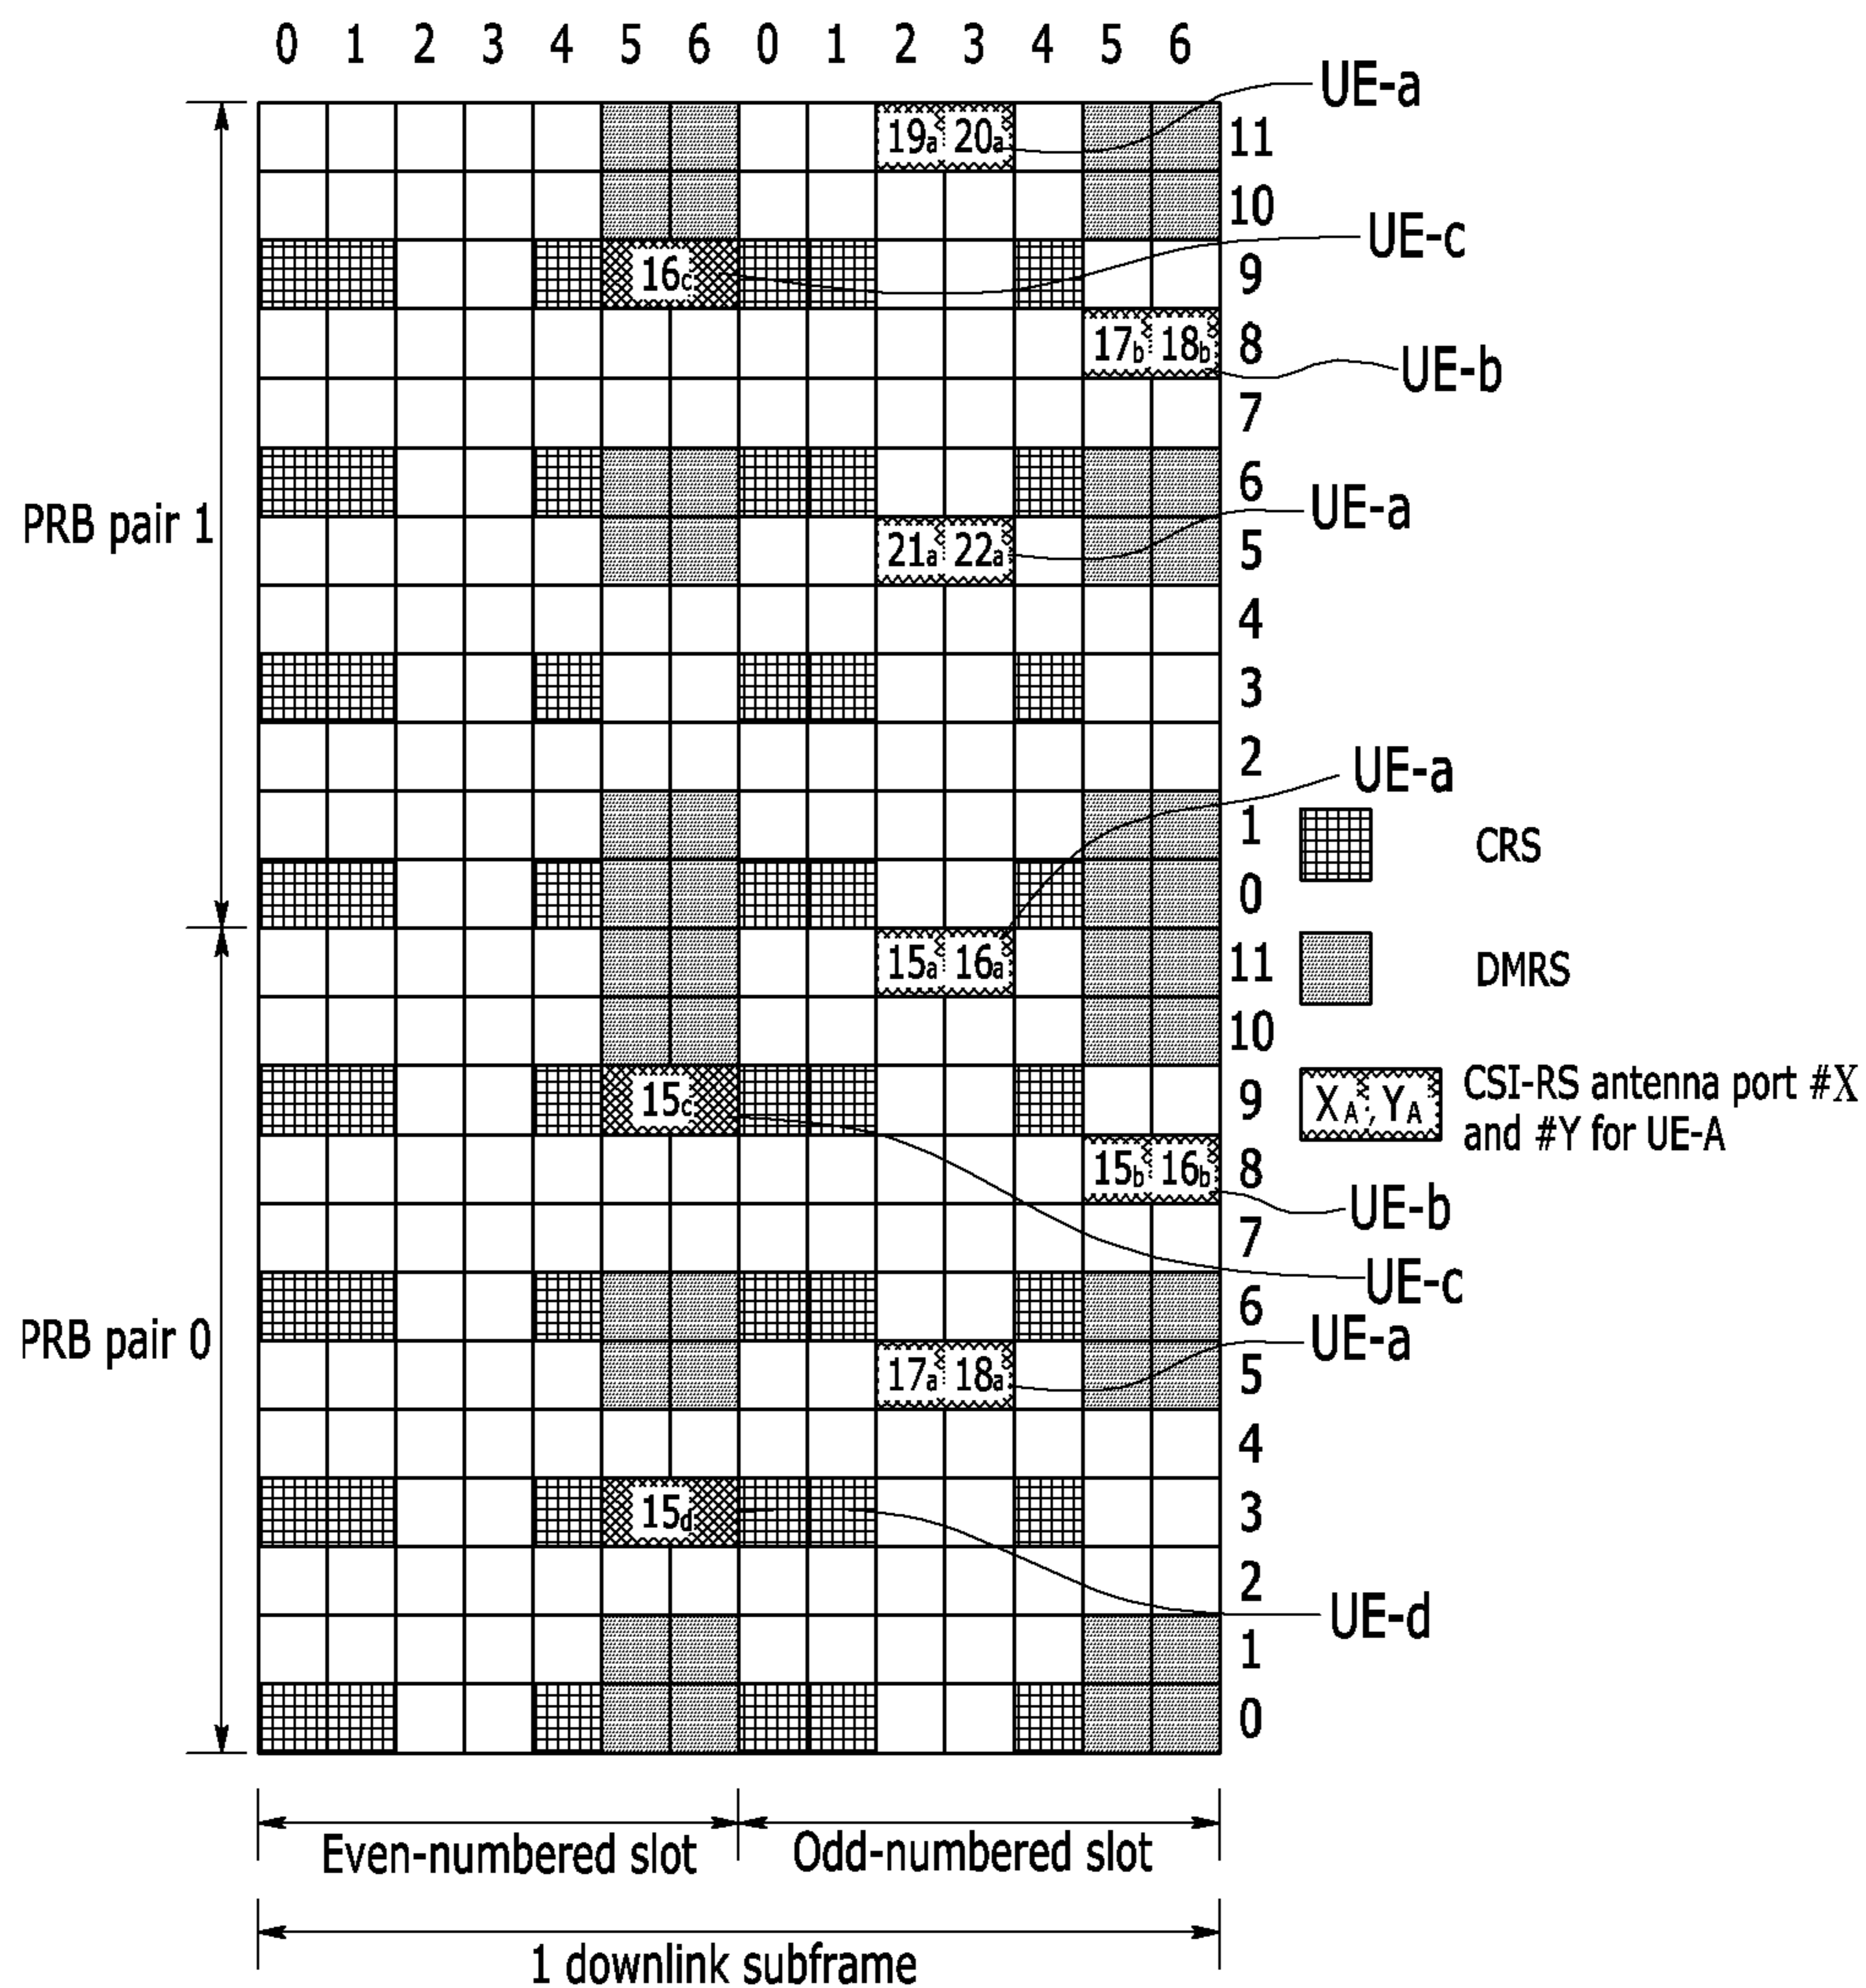 0 1 2 3 4 5 6 0 1 2 3 4 5 6
UE-a
19a 20a 11
10
UE-c
16c 9
17b 18b 8
UE-b
7
6
UE-a
PRB pair 1
21a 22a 5
4
3
2
UE-a
1
CRS
0
15a 16a 11
DMRS
10
15c 9
XA, YA
CSI-RS antenna port #X
and #Y for UE-A
15b 16b 8
UE-b
7
UE-c
6
UE-a
PRB pair 0
17a 18a 5
4
15d 3
2
UE-d
1
0
Even-numbered slot Odd-numbered slot
1 downlink subframe